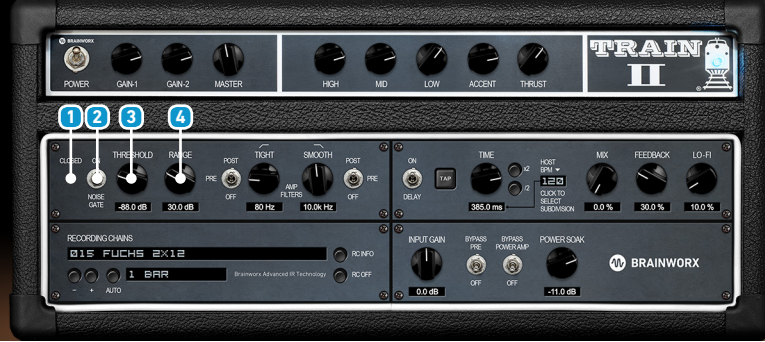 BRAINWORX
TRAIN
II
®
POWER GAIN-1 GAIN-2 MASTER HIGH MID LOW ACCENT THRUST
1 2 3 4
CLOSED ON THRESHOLD RANGE POST TIGHT SMOOTH POST ON TIME x2 HOST BPM MIX FEEDBACK LO-FI
PRE AMP FILTERS PRE TAP /2 120
NOISE GATE OFF OFF DELAY CLICK TO SELECT SUBDIVISION
-88.0 dB 30.0 dB 80 Hz 10.0k Hz 385.0 ms 0.0 % 30.0 % 10.0 %
RECORDING CHAINS
015 FUCHS 2X12 RC INFO
1 BAR Brainworx Advanced IR Technology RC OFF
− + AUTO
INPUT GAIN BYPASS PRE BYPASS POWER AMP POWER SOAK
OFF OFF
0.0 dB -11.0 dB
BRAINWORX